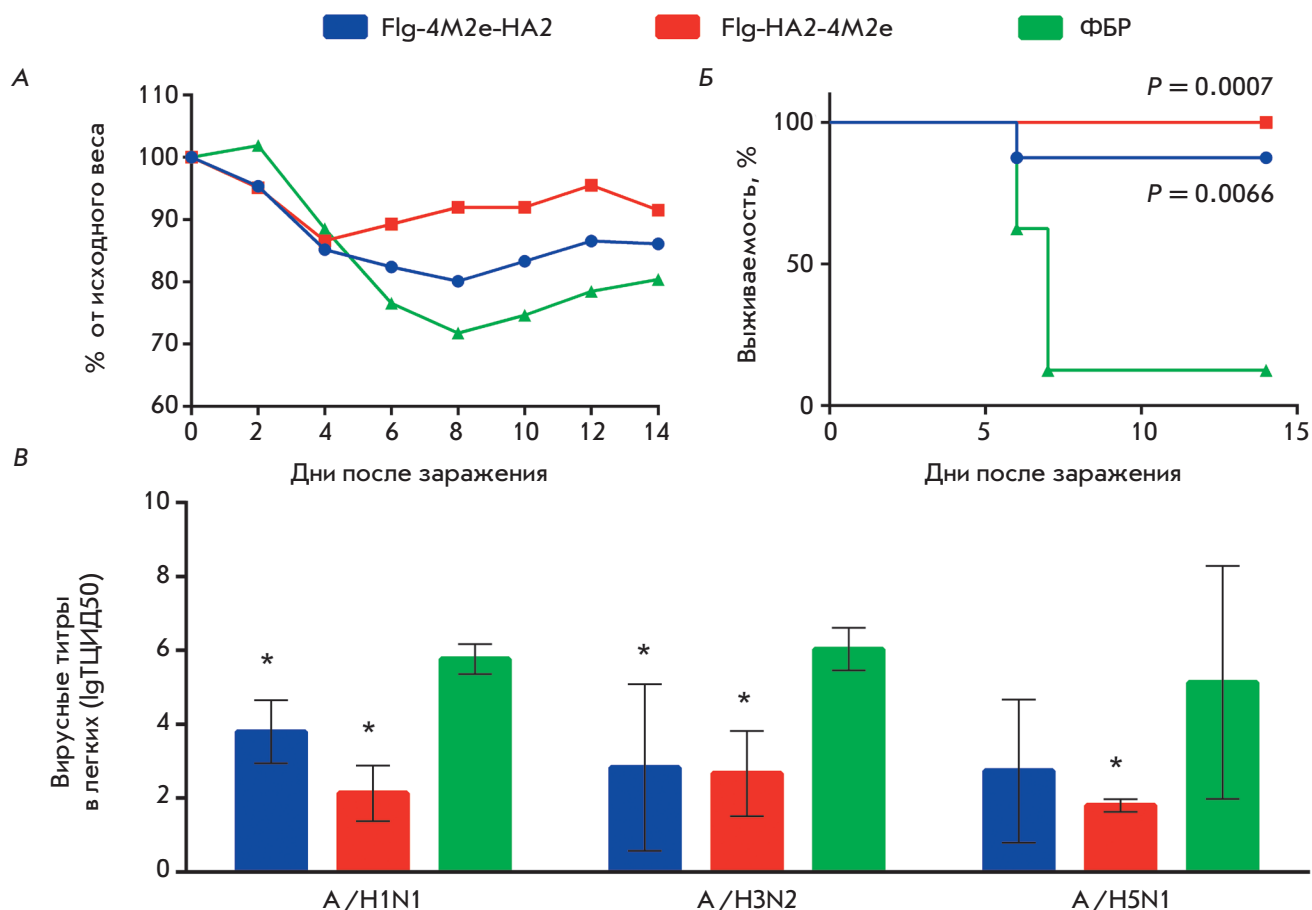 Flg-4M2e-HA2
Flg-HA2-4M2e
ФБР
А
% от исходного веса
110
100
90
80
70
60
0 2 4 6 8 10 12 14
Дни после заражения
Б
Выживаемость, %
100
50
0
P = 0.0007
P = 0.0066
0 5 10 15
Дни после заражения
В
Вирусные титры
в легких (lgТЦИД50)
10
8
6
4
2
0
* * * * *
A/H1N1 A/H3N2 A/H5N1